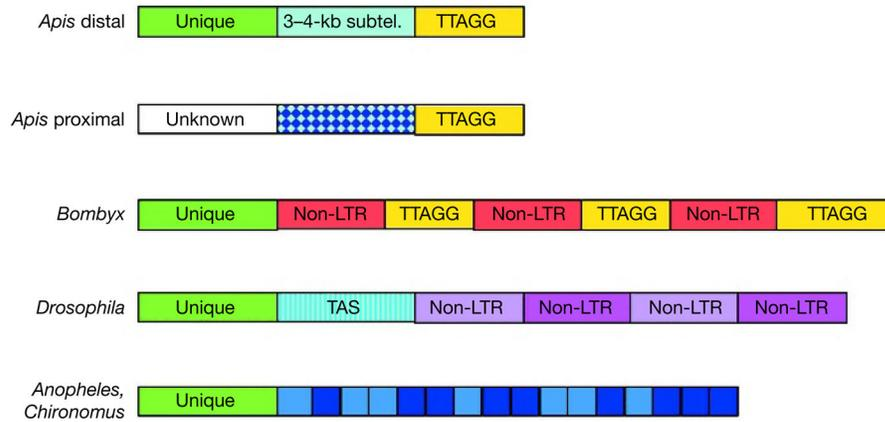 Apis distal Unique 3–4-kb subtel. TTAGG
Apis proximal Unknown TTAGG
Bombyx Unique Non-LTR TTAGG Non-LTR TTAGG Non-LTR TTAGG
Drosophila Unique TAS Non-LTR Non-LTR Non-LTR Non-LTR
Anopheles,
Chironomus Unique